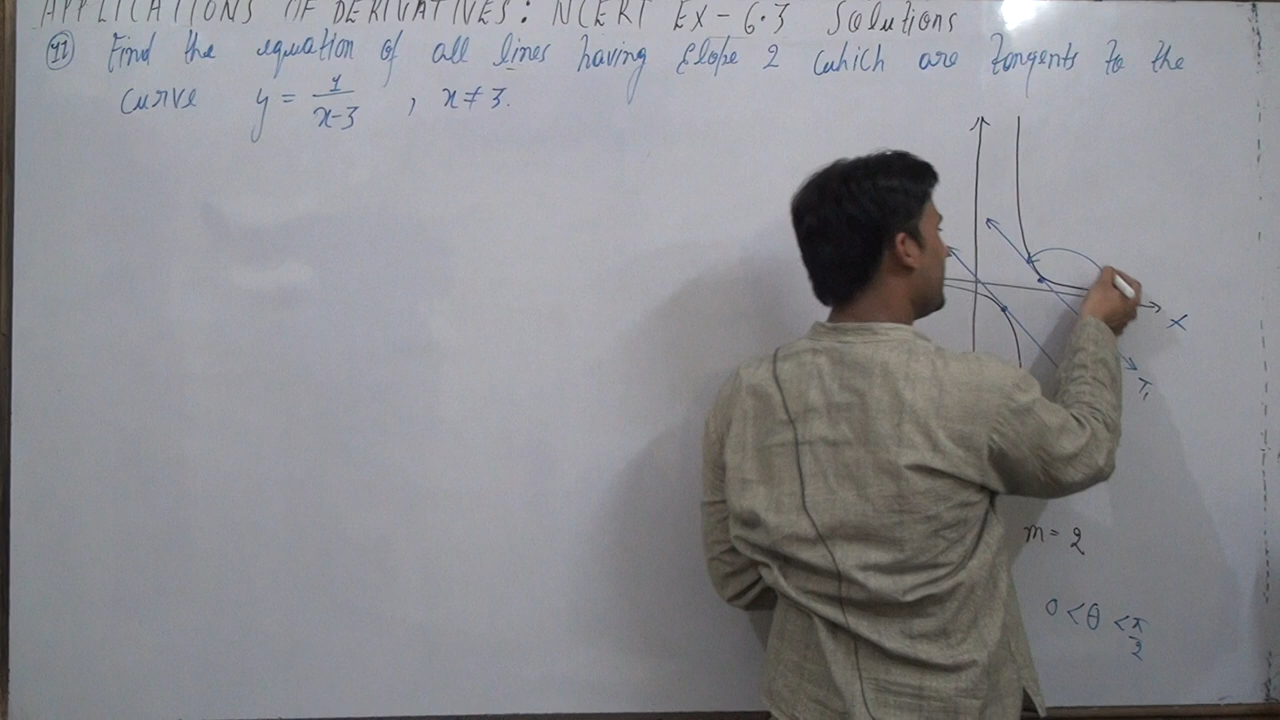 APPLICATIONS OF DERIVATIVES: NCERT EX-6.3 Solutions
(11) Find the equation of all lines having slope 2 which are tangents to the
curve y = 1/x-3 , x ≠ 3.
X
T1
m = 2
0 < θ < π/2